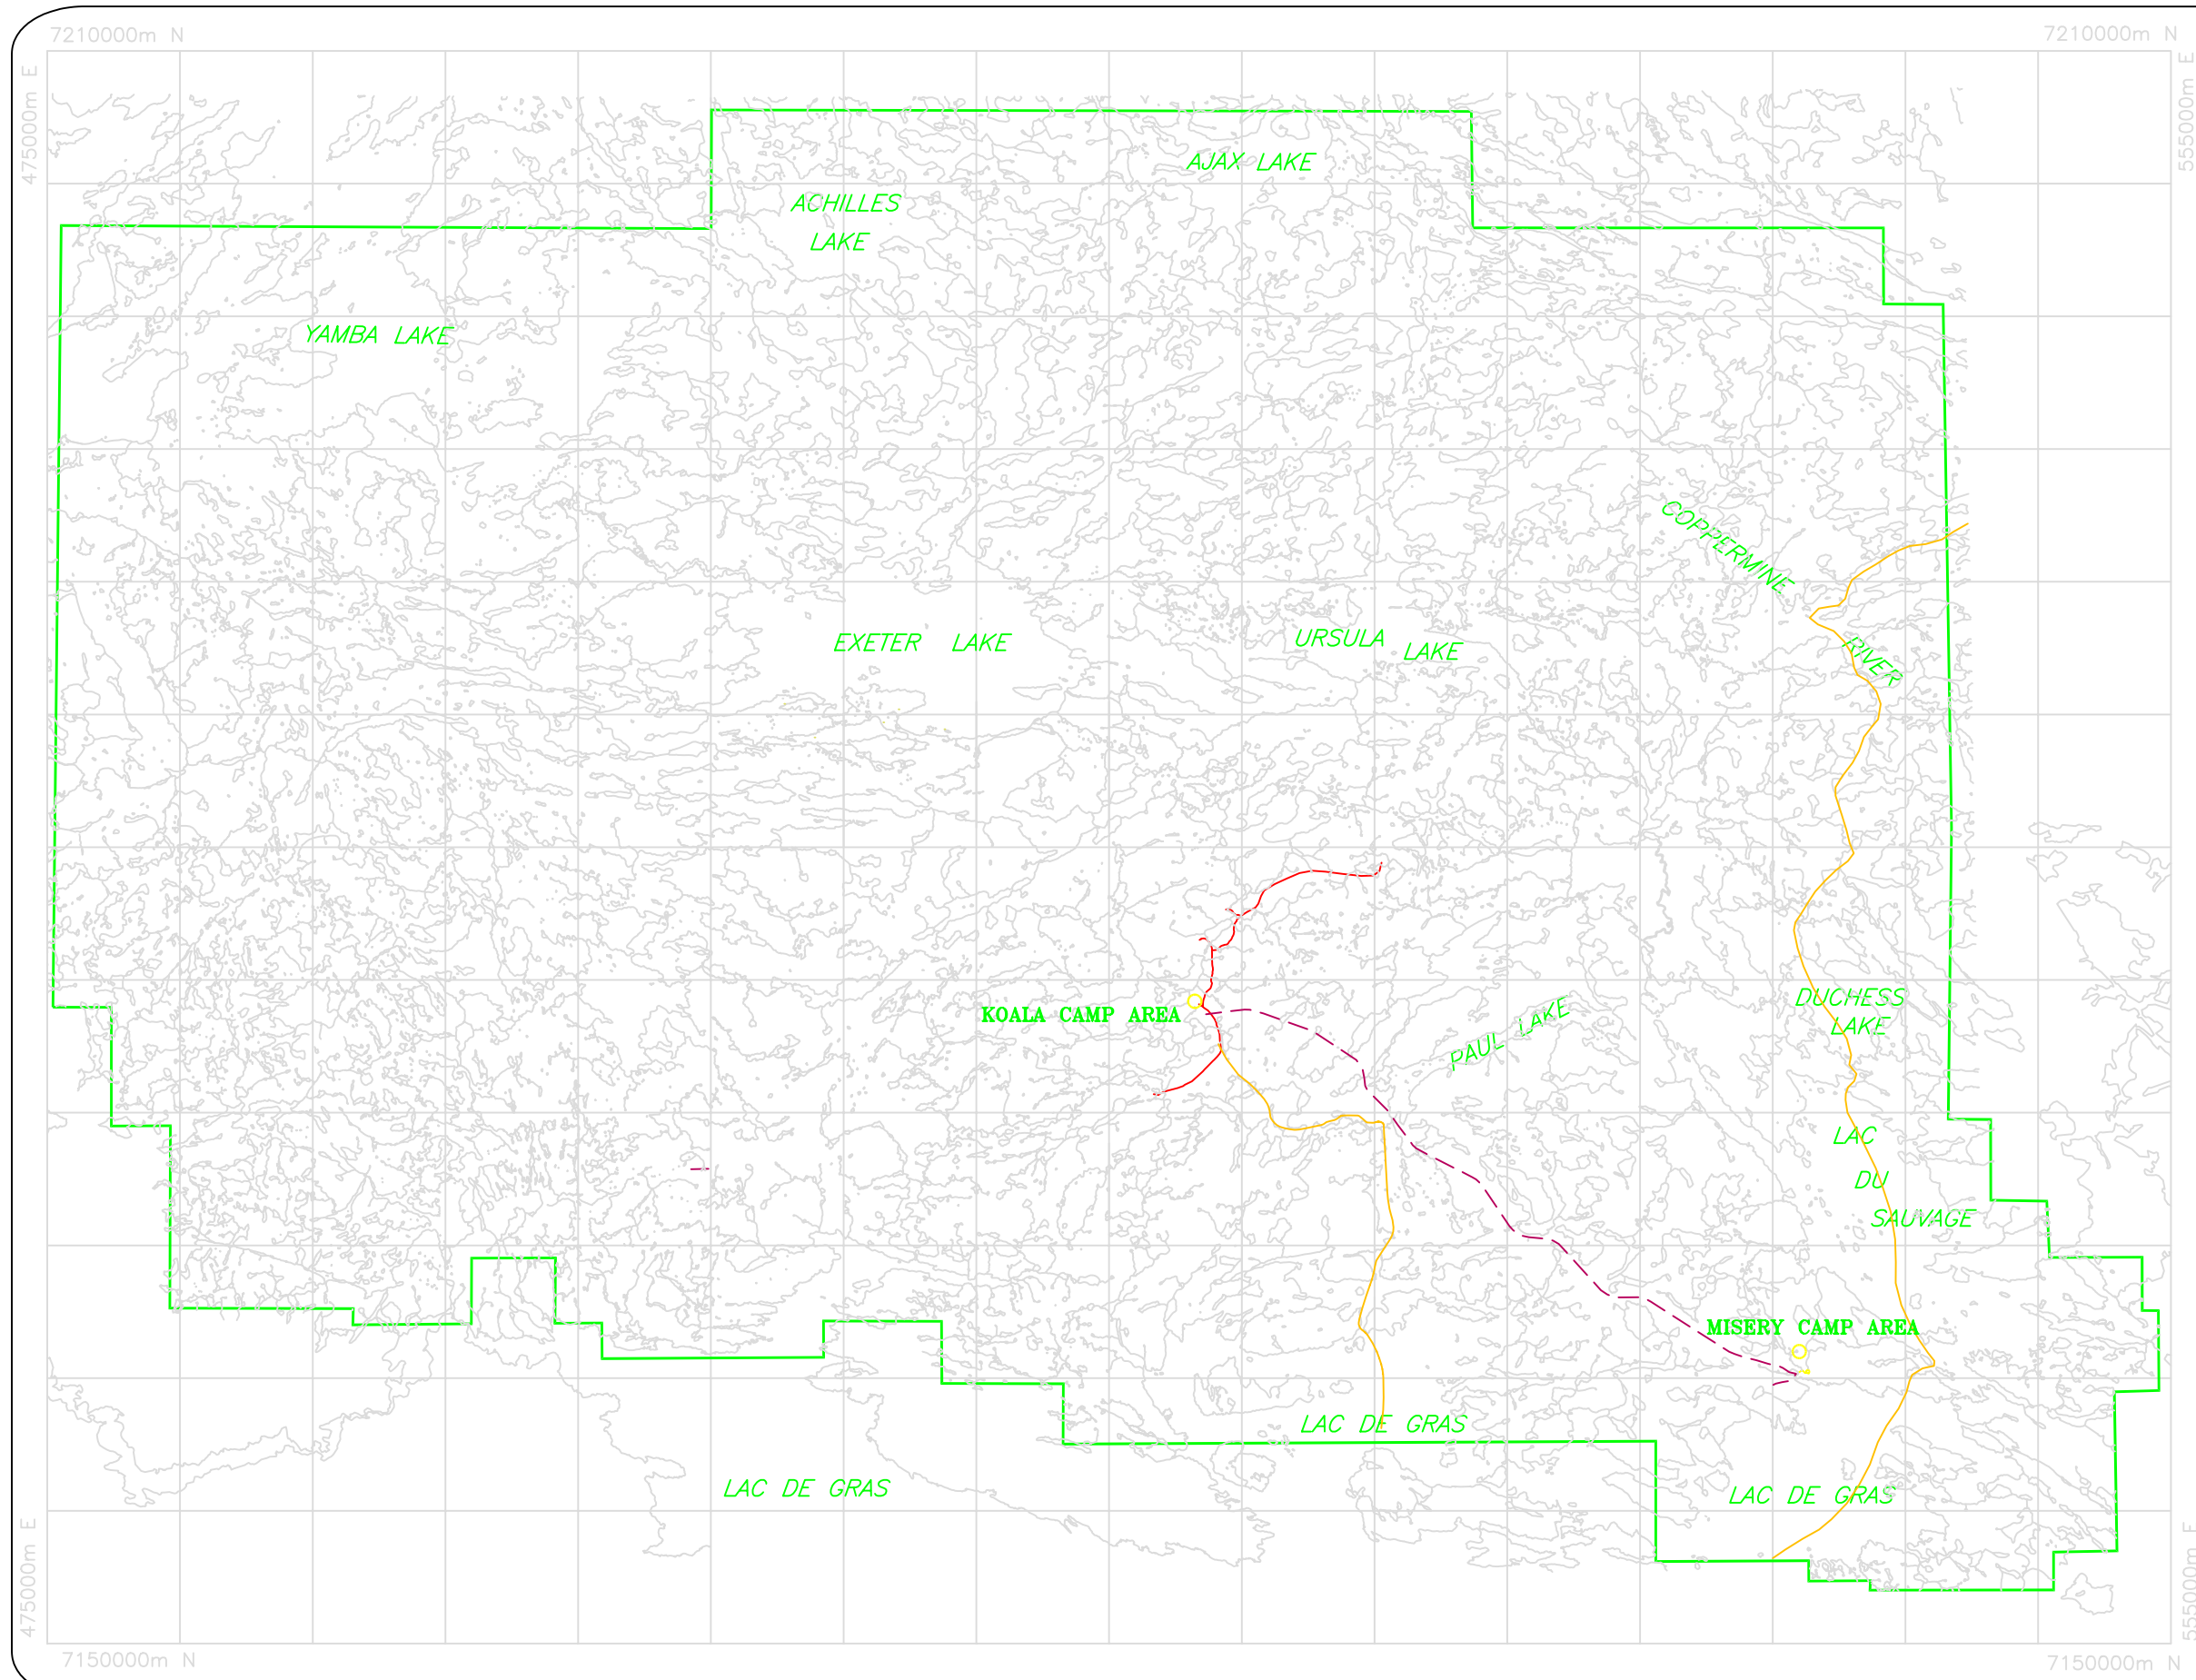 7210000m N
7210000m N
475000m E
555000m E
AJAX LAKE
ACHILLES
LAKE
YAMBA LAKE
COPPERMINE
RIVER
EXETER LAKE
URSULA LAKE
KOALA CAMP AREA
PAUL LAKE
DUCHESS
LAKE
LAC
DU
SAUVAGE
MISERY CAMP AREA
LAC DE GRAS
LAC DE GRAS
LAC DE GRAS
475000m E
555000m E
7150000m N
7150000m N